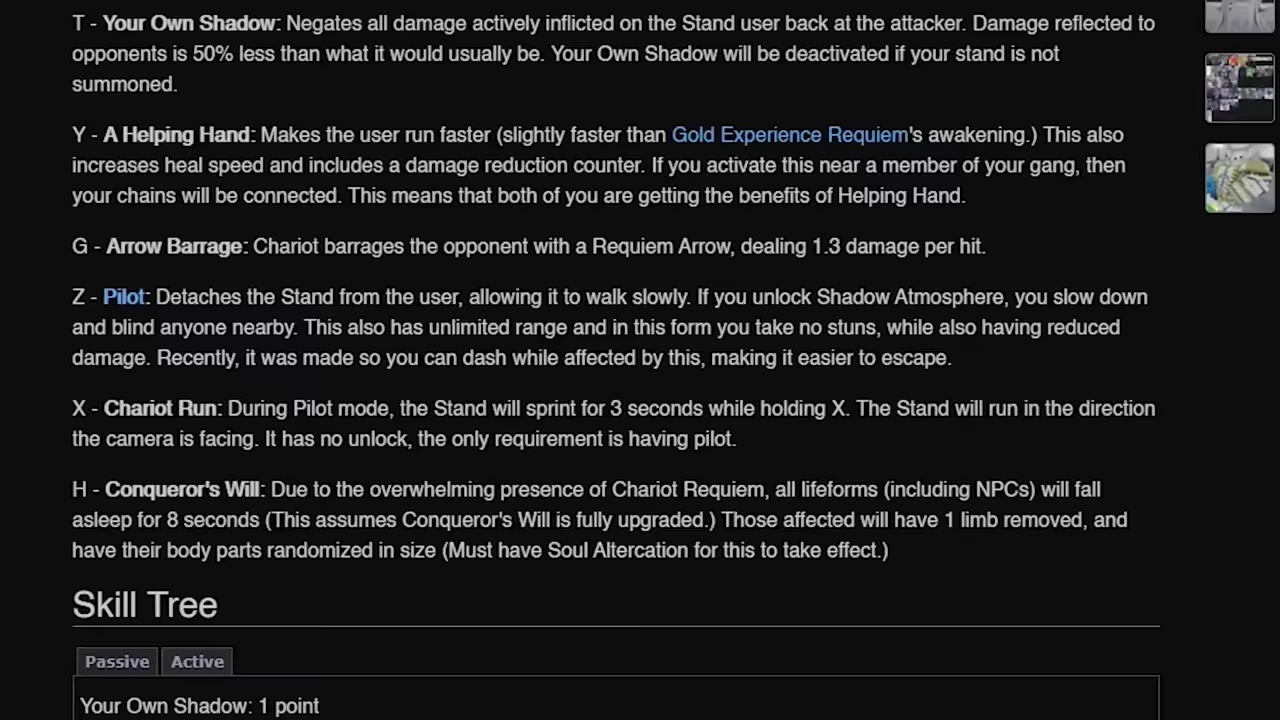 T - Your Own Shadow: Negates all damage actively inflicted on the Stand user back at the attacker. Damage reflected to
opponents is 50% less than what it would usually be. Your Own Shadow will be deactivated if your stand is not
summoned.
Y - A Helping Hand: Makes the user run faster (slightly faster than Gold Experience Requiem's awakening.) This also
increases heal speed and includes a damage reduction counter. If you activate this near a member of your gang, then
your chains will be connected. This means that both of you are getting the benefits of Helping Hand.
G - Arrow Barrage: Chariot barrages the opponent with a Requiem Arrow, dealing 1.3 damage per hit.
Z - Pilot: Detaches the Stand from the user, allowing it to walk slowly. If you unlock Shadow Atmosphere, you slow down
and blind anyone nearby. This also has unlimited range and in this form you take no stuns, while also having reduced
damage. Recently, it was made so you can dash while affected by this, making it easier to escape.
X - Chariot Run: During Pilot mode, the Stand will sprint for 3 seconds while holding X. The Stand will run in the direction
the camera is facing. It has no unlock, the only requirement is having pilot.
H - Conqueror's Will: Due to the overwhelming presence of Chariot Requiem, all lifeforms (including NPCs) will fall
asleep for 8 seconds (This assumes Conqueror's Will is fully upgraded.) Those affected will have 1 limb removed, and
have their body parts randomized in size (Must have Soul Altercation for this to take effect.)
Skill Tree
Passive Active
Your Own Shadow: 1 point